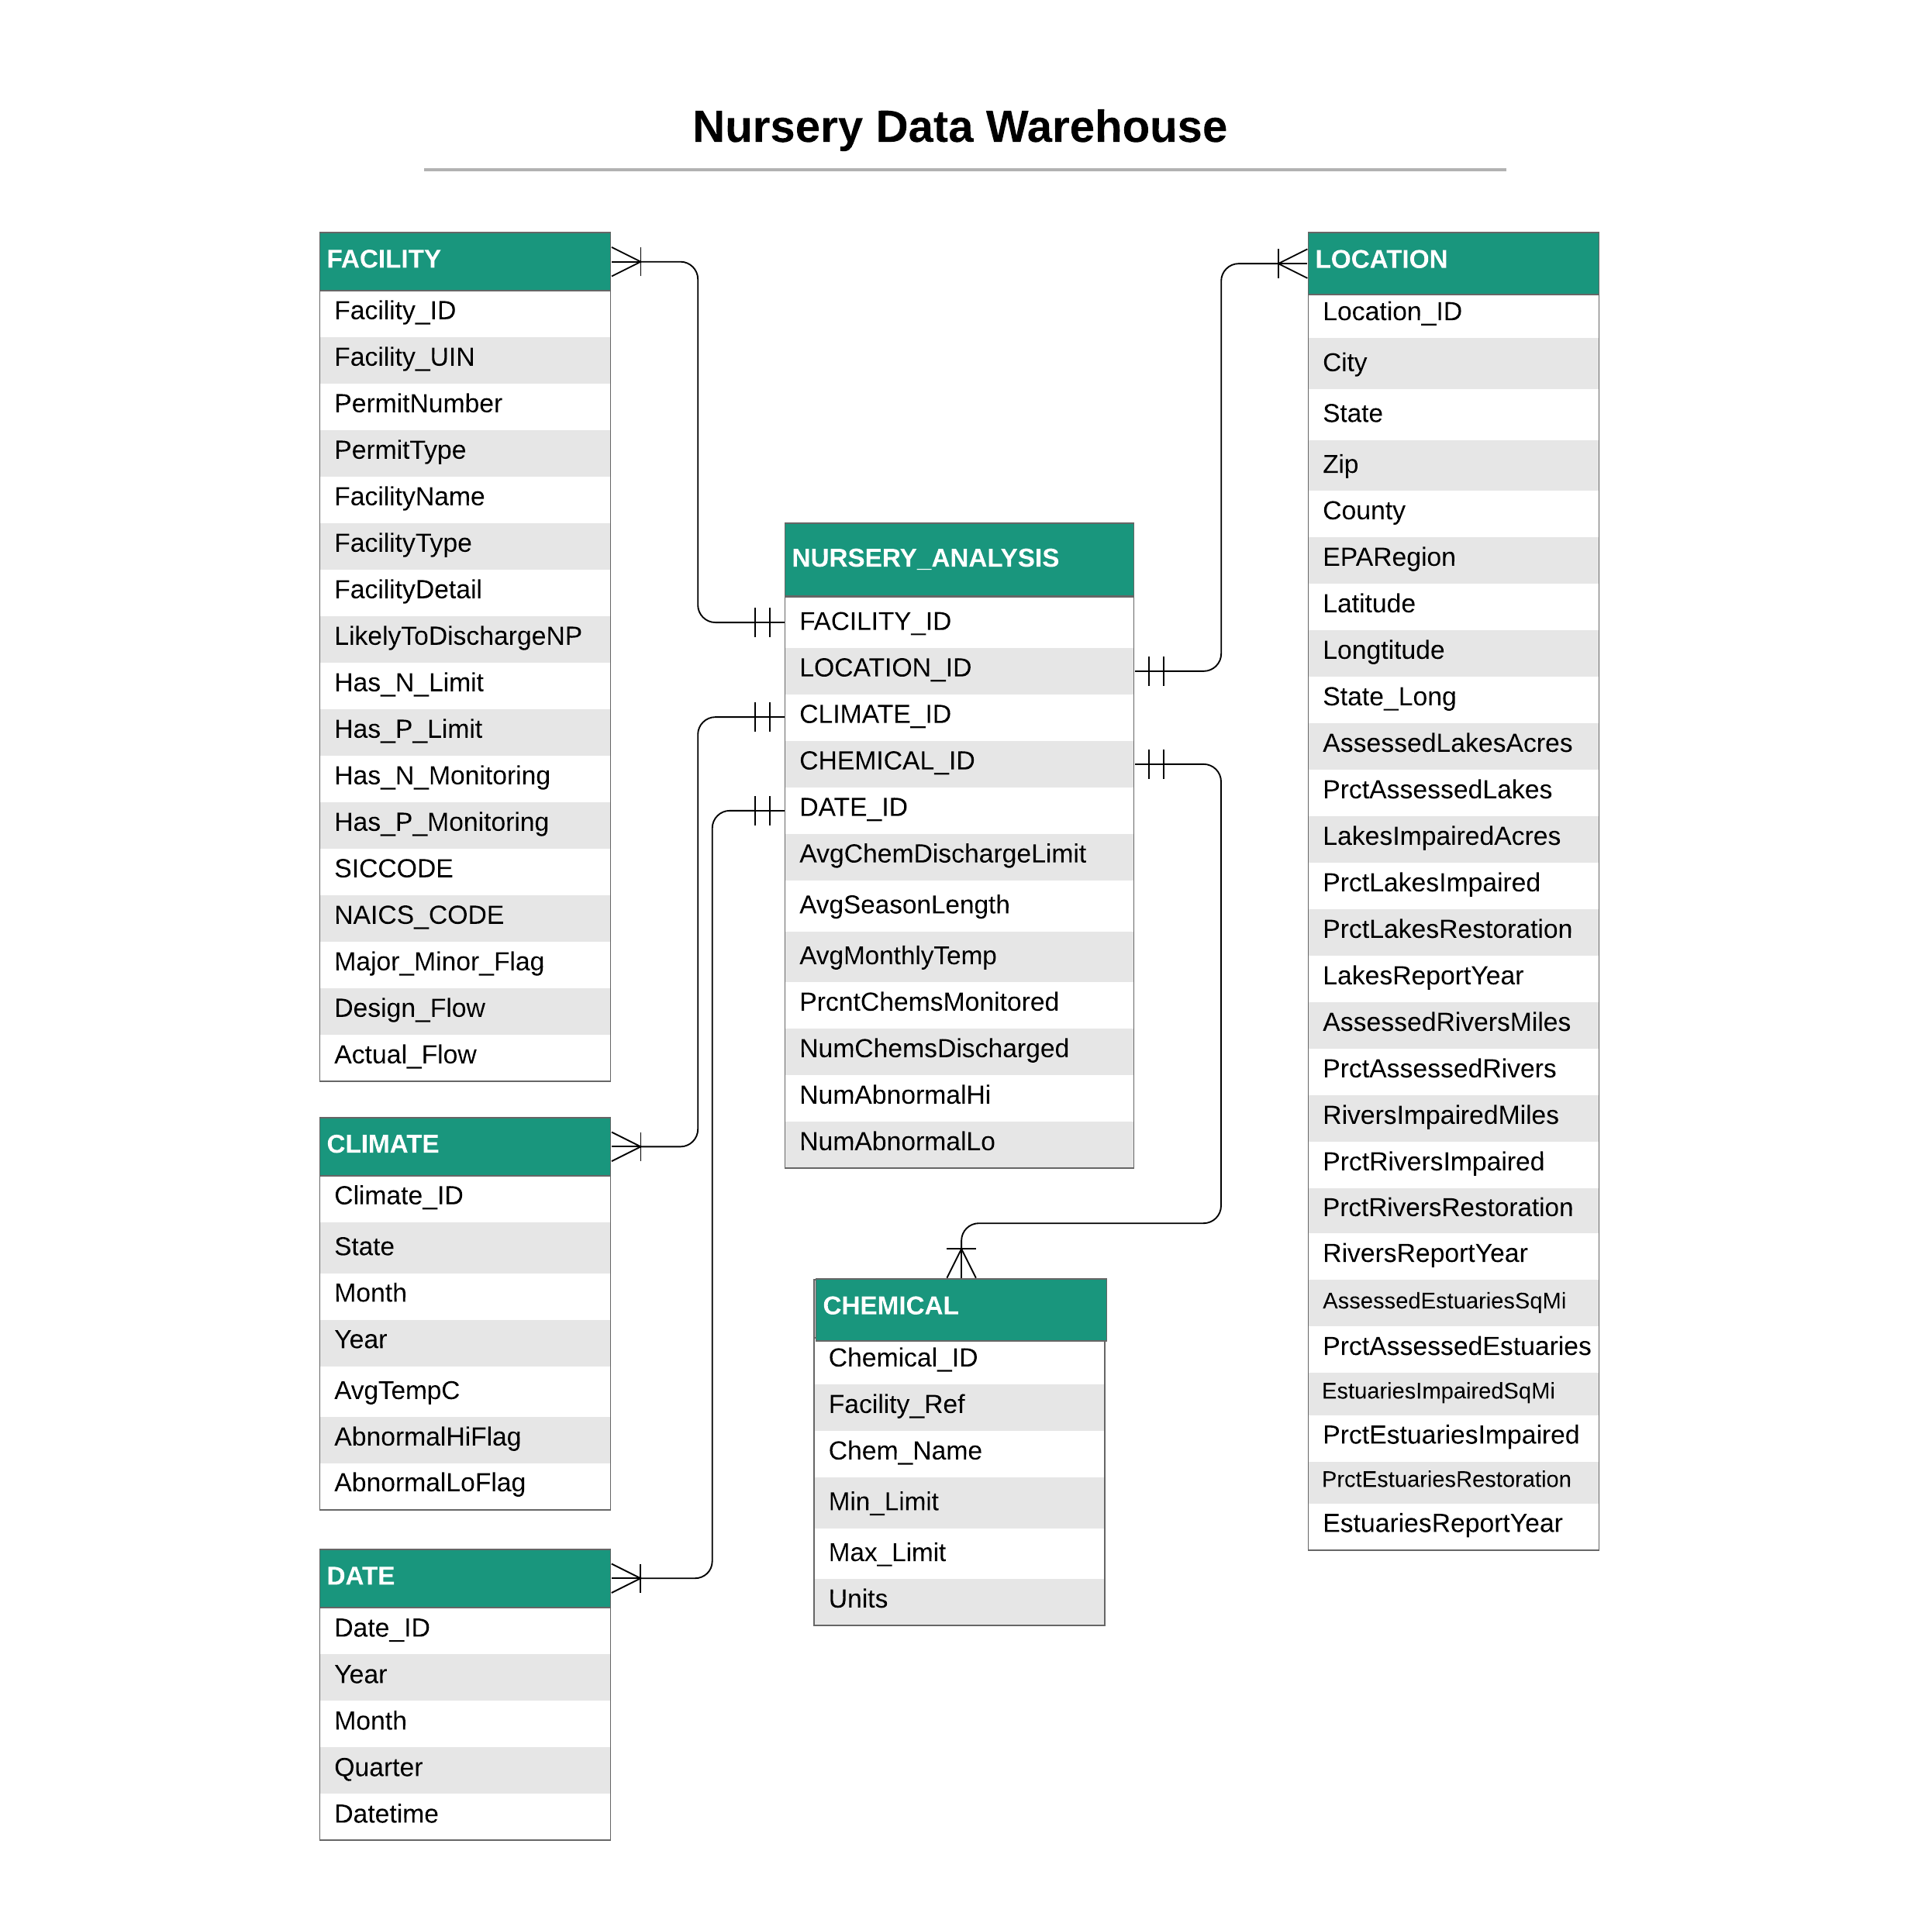 Nursery Data Warehouse
FACILITY
Facility_ID
Facility_UIN
PermitNumber
PermitType
FacilityName
FacilityType
FacilityDetail
LikelyToDischargeNP
Has_N_Limit
Has_P_Limit
Has_N_Monitoring
Has_P_Monitoring
SICCODE
NAICS_CODE
Major_Minor_Flag
Design_Flow
Actual_Flow
CLIMATE
Climate_ID
State
Month
Year
AvgTempC
AbnormalHiFlag
AbnormalLoFlag
DATE
Date_ID
Year
Month
Quarter
Datetime
NURSERY_ANALYSIS
FACILITY_ID
LOCATION_ID
CLIMATE_ID
CHEMICAL_ID
DATE_ID
AvgChemDischargeLimit
AvgSeasonLength
AvgMonthlyTemp
PrcntChemsMonitored
NumChemsDischarged
NumAbnormalHi
NumAbnormalLo
CHEMICAL
Chemical_ID
Facility_Ref
Chem_Name
Min_Limit
Max_Limit
Units
LOCATION
Location_ID
City
State
Zip
County
EPARegion
Latitude
Longtitude
State_Long
AssessedLakesAcres
PrctAssessedLakes
LakesImpairedAcres
PrctLakesImpaired
PrctLakesRestoration
LakesReportYear
AssessedRiversMiles
PrctAssessedRivers
RiversImpairedMiles
PrctRiversImpaired
PrctRiversRestoration
RiversReportYear
AssessedEstuariesSqMi
PrctAssessedEstuaries
EstuariesImpairedSqMi
PrctEstuariesImpaired
PrctEstuariesRestoration
EstuariesReportYear